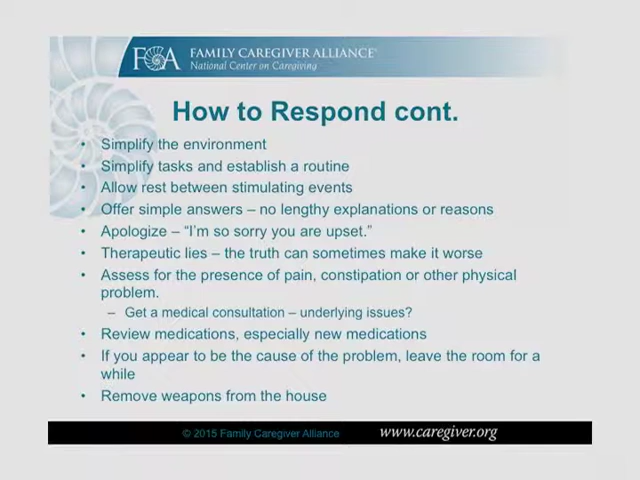 FCA
FAMILY CAREGIVER ALLIANCE®
National Center on Caregiving
How to Respond cont.
• Simplify the environment
• Simplify tasks and establish a routine
• Allow rest between stimulating events
• Offer simple answers – no lengthy explanations or reasons
• Apologize – “I'm so sorry you are upset.”
• Therapeutic lies – the truth can sometimes make it worse
• Assess for the presence of pain, constipation or other physical
problem.
– Get a medical consultation – underlying issues?
• Review medications, especially new medications
• If you appear to be the cause of the problem, leave the room for a
while
• Remove weapons from the house
© 2015 Family Caregiver Alliance
www.caregiver.org